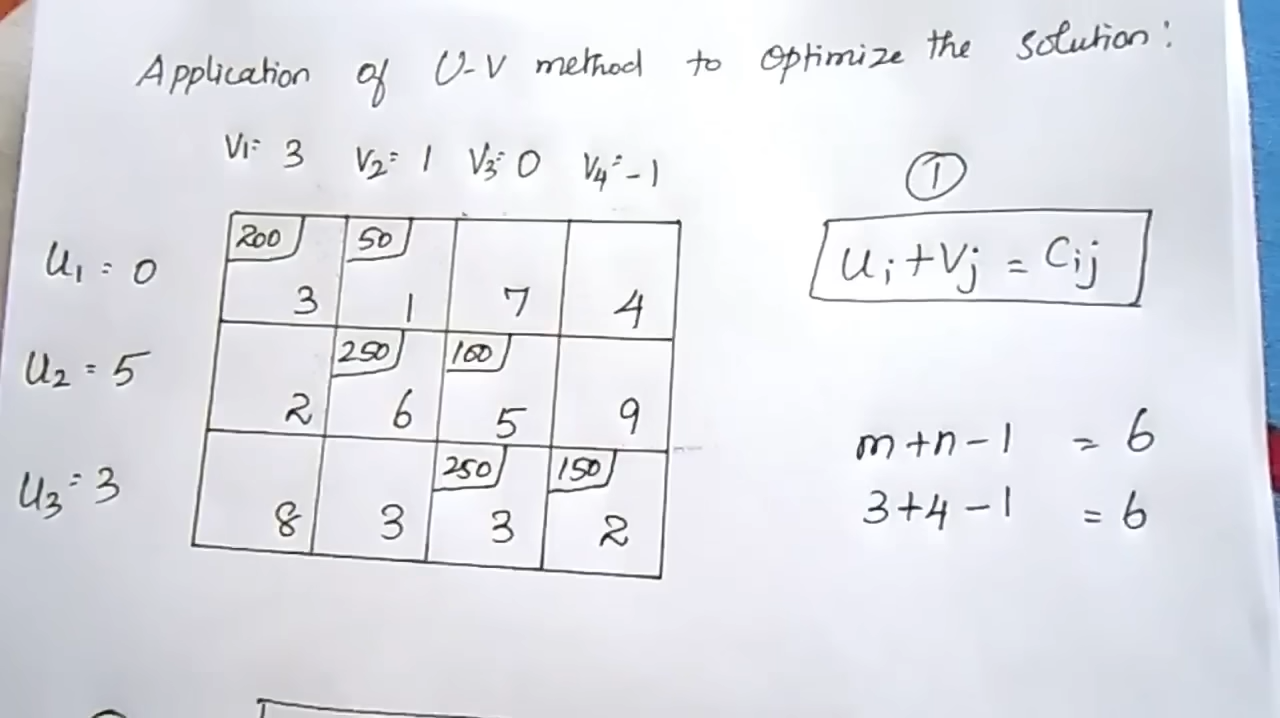 Application of U-V method to optimize the solution:
V1= 3 V2= 1 V3= 0 V4= -1
①
U1 = 0 200 50
3 1 7 4
Ui + Vj = Cij
U2 = 5 250 100
2 6 5 9
m+n-1 = 6
U3 = 3 250 150
8 3 3 2
3+4-1 = 6